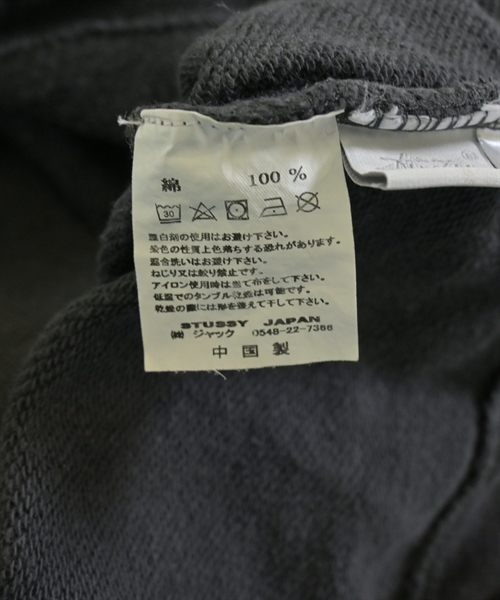 綿 100 %
30
漂白剤の使用はお避け下さい。
染色の性質上色落ちする恐れがあります。
混合洗いはお避け下さい。
ねじり又は絞り禁止です。
アイロン使用時は当て布をして下さい。
低温でのタンブル乾燥は可能です。
乾燥の際には形を整えて干して下さい。
STUSSY JAPAN
㈱ ジャック 0548-22-7366
中国製